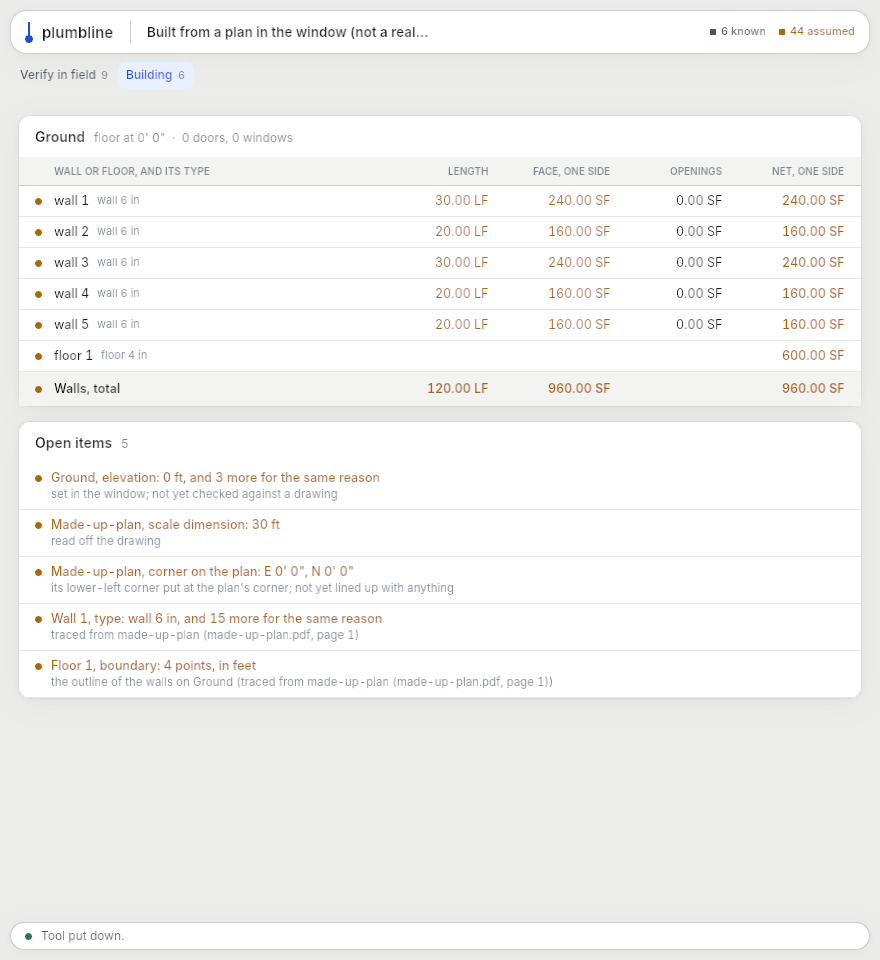 plumbline
Built from a plan in the window (not a real…
6 known
44 assumed
Verify in field 9
Building 6
Ground floor at 0' 0" · 0 doors, 0 windows
WALL OR FLOOR, AND ITS TYPE LENGTH FACE, ONE SIDE OPENINGS NET, ONE SIDE
wall 1 wall 6 in 30.00 LF 240.00 SF 0.00 SF 240.00 SF
wall 2 wall 6 in 20.00 LF 160.00 SF 0.00 SF 160.00 SF
wall 3 wall 6 in 30.00 LF 240.00 SF 0.00 SF 240.00 SF
wall 4 wall 6 in 20.00 LF 160.00 SF 0.00 SF 160.00 SF
wall 5 wall 6 in 20.00 LF 160.00 SF 0.00 SF 160.00 SF
floor 1 floor 4 in 600.00 SF
Walls, total 120.00 LF 960.00 SF 960.00 SF
Open items 5
Ground, elevation: 0 ft, and 3 more for the same reason
set in the window; not yet checked against a drawing
Made-up-plan, scale dimension: 30 ft
read off the drawing
Made-up-plan, corner on the plan: E 0' 0", N 0' 0"
its lower-left corner put at the plan's corner; not yet lined up with anything
Wall 1, type: wall 6 in, and 15 more for the same reason
traced from made-up-plan (made-up-plan.pdf, page 1)
Floor 1, boundary: 4 points, in feet
the outline of the walls on Ground (traced from made-up-plan (made-up-plan.pdf, page 1))
Tool put down.